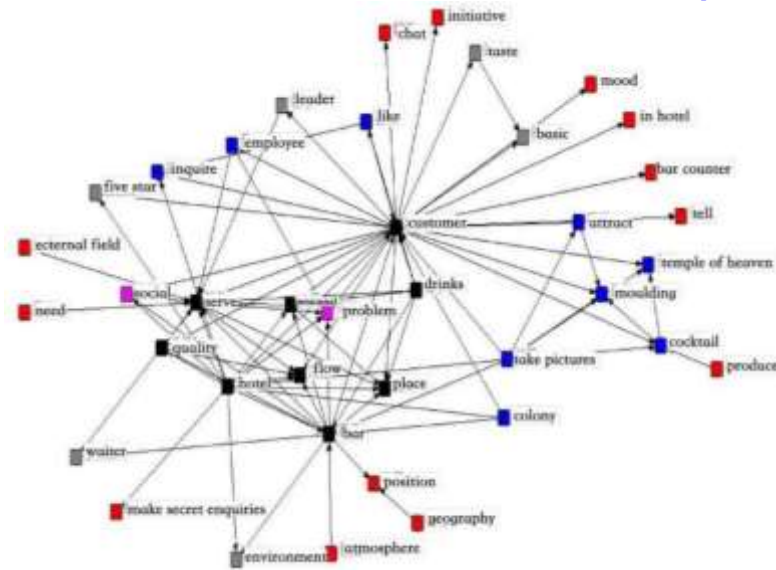 initiative
chat
taste
mood
leader
in hotel
like
basic
employee
bar counter
inquire
five star
customer
attract
tell
ecternal field
temple of heaven
social
serve
drinks
moulding
need
problem
quality
cocktail
flow
take pictures
produce
hotel
place
colony
bar
waiter
position
make secret enquiries
geography
environment
atmosphere